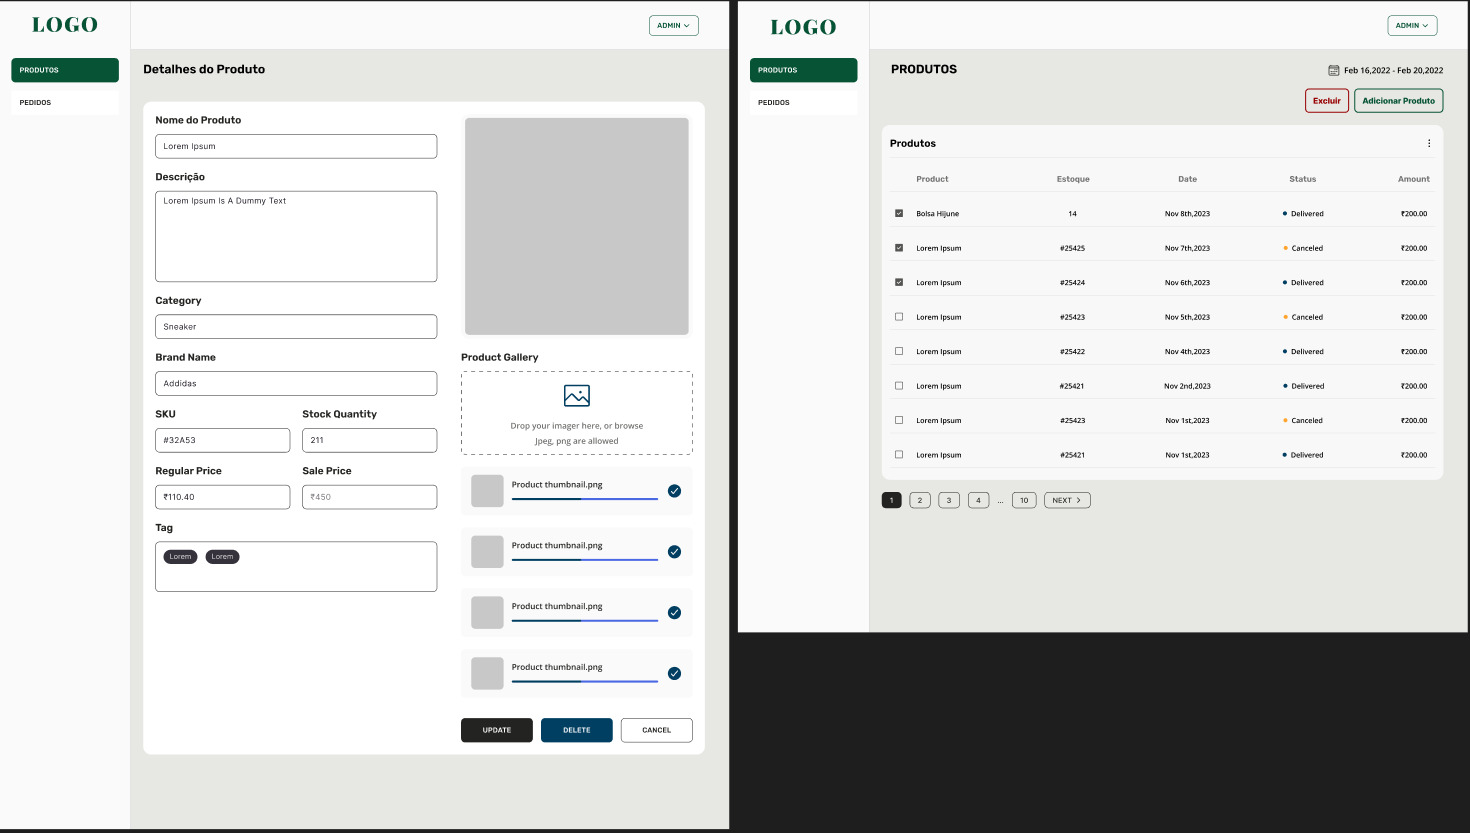 LOGO
ADMIN
PRODUTOS
PEDIDOS
Detalhes do Produto
Nome do Produto
Lorem Ipsum
Descrição
Lorem Ipsum Is A Dummy Text
Category
Sneaker
Brand Name
Addidas
SKU Stock Quantity
#32A53 211
Regular Price Sale Price
₹110.40 ₹450
Tag
Lorem Lorem
Product Gallery
Drop your imager here, or browse
Jpeg, png are allowed
Product thumbnail.png
Product thumbnail.png
Product thumbnail.png
Product thumbnail.png
UPDATE DELETE CANCEL
LOGO
ADMIN
PRODUTOS
PEDIDOS
PRODUTOS
Feb 16,2022 - Feb 20,2022
Excluir Adicionar Produto
Produtos
Product Estoque Date Status Amount
Bolsa Hijune 14 Nov 8th,2023 Delivered ₹200.00
Lorem Ipsum #25425 Nov 7th,2023 Canceled ₹200.00
Lorem Ipsum #25424 Nov 6th,2023 Delivered ₹200.00
Lorem Ipsum #25423 Nov 5th,2023 Canceled ₹200.00
Lorem Ipsum #25422 Nov 4th,2023 Delivered ₹200.00
Lorem Ipsum #25421 Nov 2nd,2023 Delivered ₹200.00
Lorem Ipsum #25423 Nov 1st,2023 Canceled ₹200.00
Lorem Ipsum #25421 Nov 1st,2023 Delivered ₹200.00
1 2 3 4 ... 10 NEXT